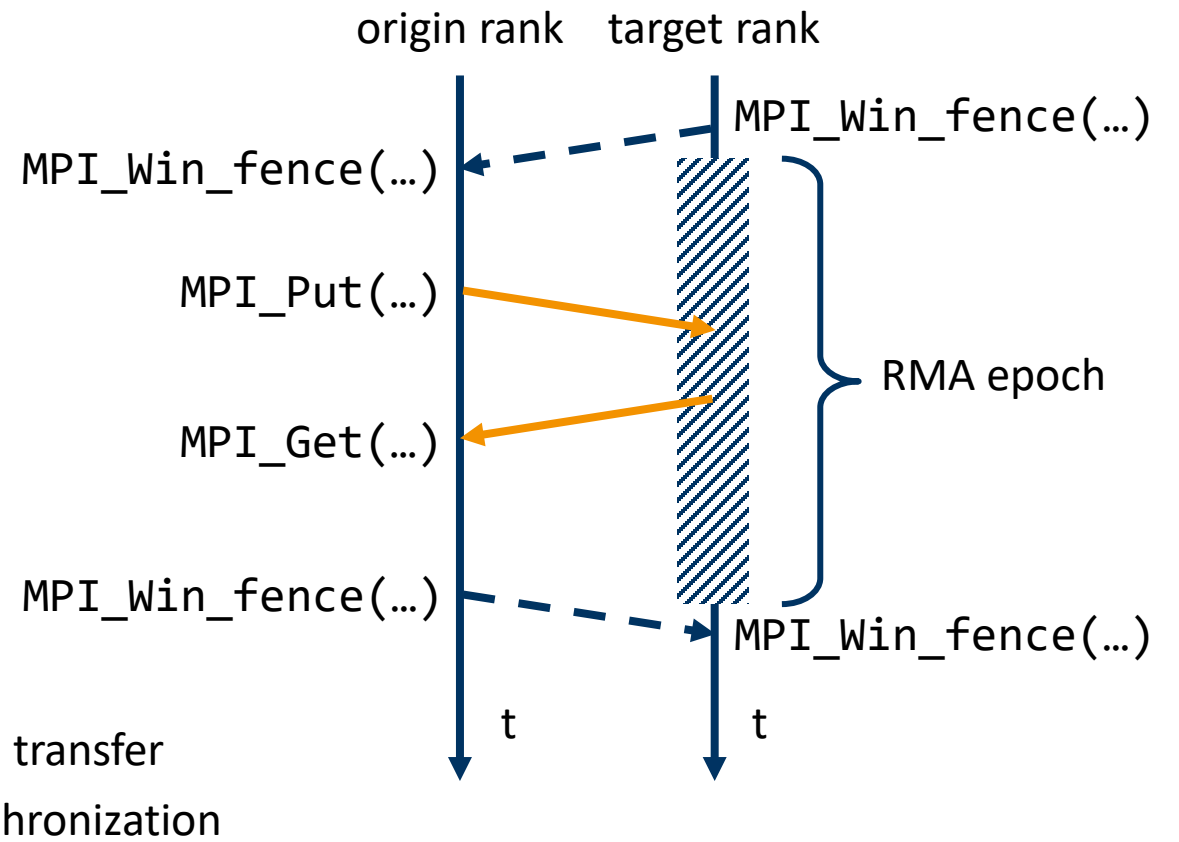 origin rank target rank
MPI_Win_fence(…)
MPI_Win_fence(…)
MPI_Put(…)
RMA epoch
MPI_Get(…)
MPI_Win_fence(…)
MPI_Win_fence(…)
t t
transfer
hronization